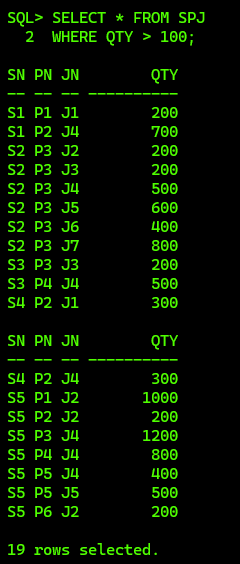 SQL> SELECT * FROM SPJ
  2  WHERE QTY > 100;

SN PN JN        QTY
-- -- -- ----------
S1 P1 J1        200
S1 P2 J4        700
S2 P3 J2        200
S2 P3 J3        200
S2 P3 J4        500
S2 P3 J5        600
S2 P3 J6        400
S2 P3 J7        800
S3 P3 J3        200
S3 P4 J4        500
S4 P2 J1        300

SN PN JN        QTY
-- -- -- ----------
S4 P2 J4        300
S5 P1 J2       1000
S5 P2 J2        200
S5 P3 J4       1200
S5 P4 J4        800
S5 P5 J4        400
S5 P5 J5        500
S5 P6 J2        200

19 rows selected.